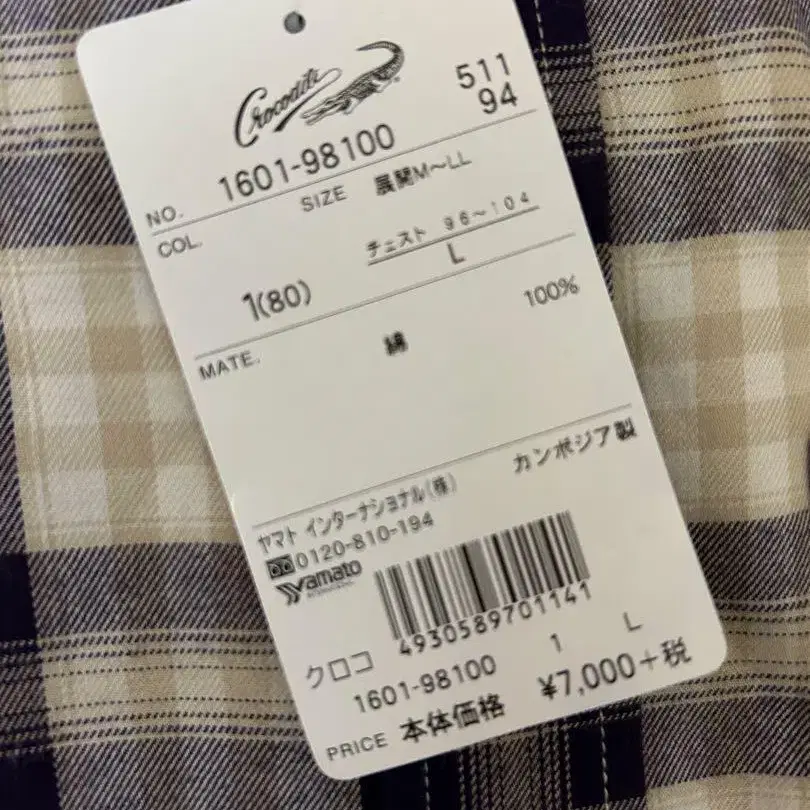 Crocodile
511
94
NO. 1601-98100
COL. SIZE 展開M〜LL
チェスト 96〜104
1(80) L
MATE. 綿 100%
カンボジア製
ヤマト インターナショナル(株)
0120-810-194
Yamato
INTERNATIONAL
4930589701141
クロコ
1601-98100 1 L
PRICE 本体価格 ¥7,000+税